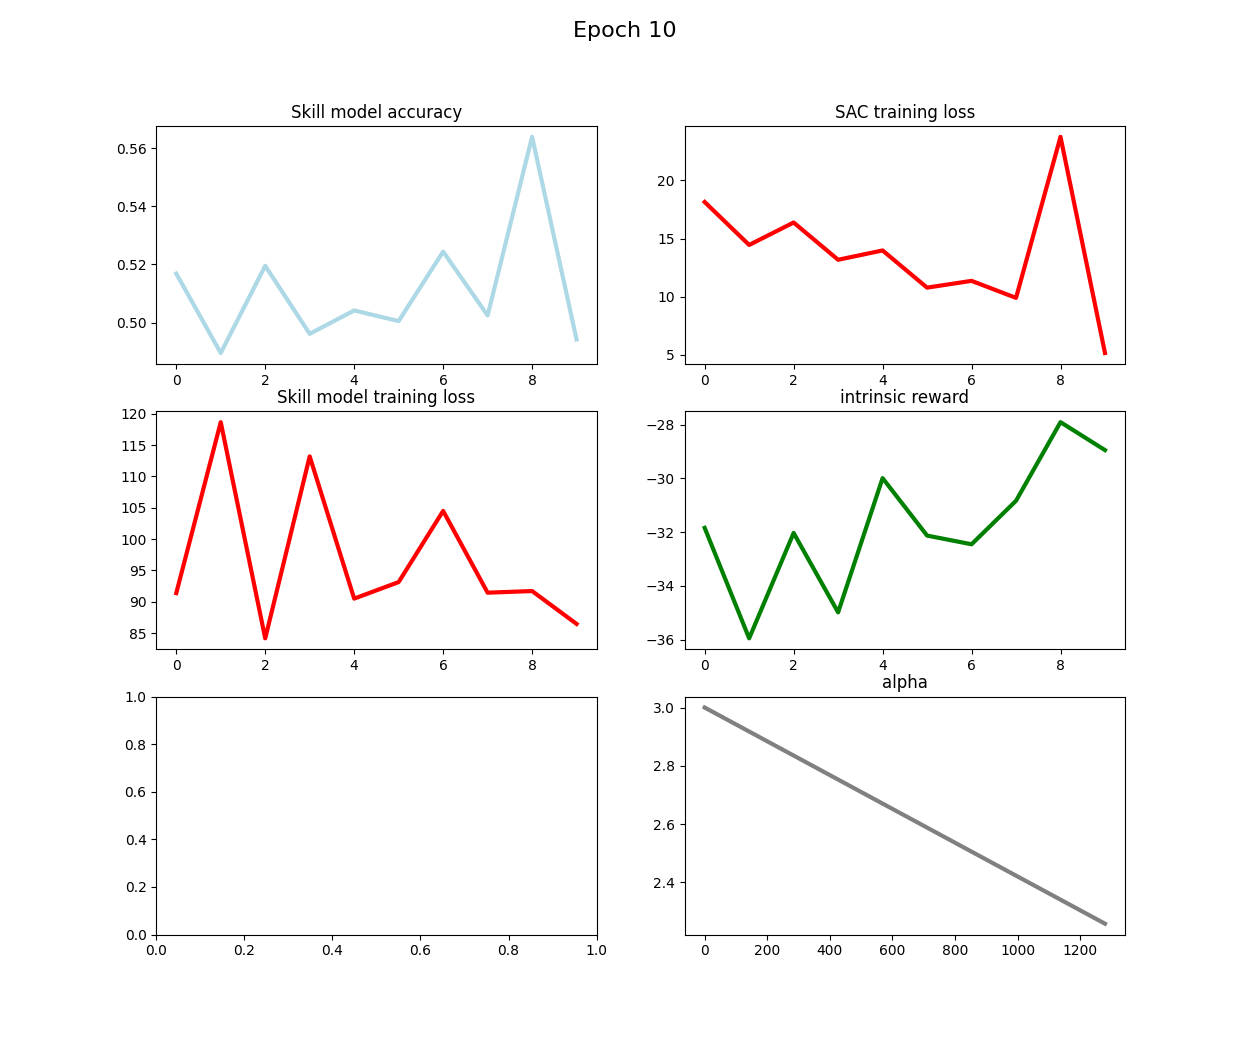 Epoch 10
Skill model accuracy
0.56
0.54
0.52
0.50
0 2 4 6 8
SAC training loss
20
15
10
5
0 2 4 6 8
Skill model training loss
120
115
110
105
100
95
90
85
0 2 4 6 8
intrinsic reward
−28
−30
−32
−34
−36
0 2 4 6 8
1.0
0.8
0.6
0.4
0.2
0.0
0.0 0.2 0.4 0.6 0.8 1.0
alpha
3.0
2.8
2.6
2.4
0 200 400 600 800 1000 1200